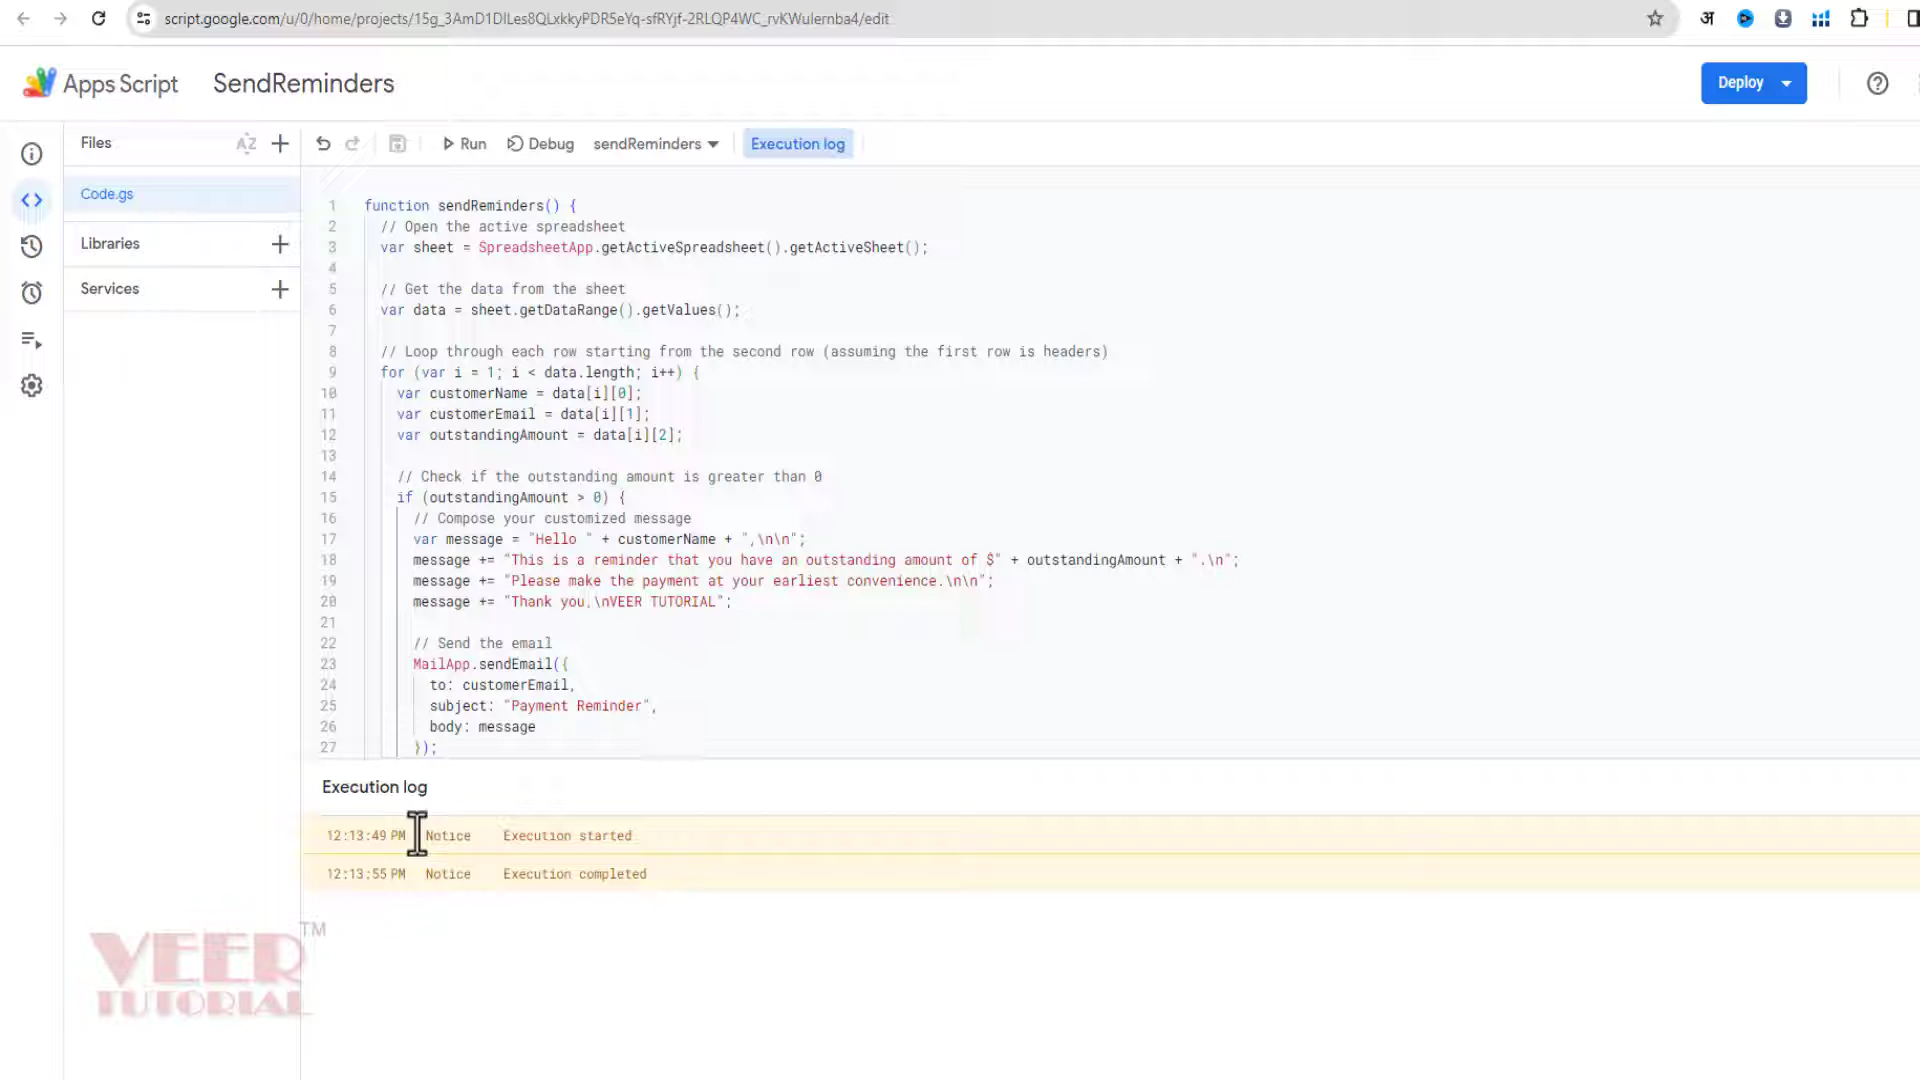 script.google.com/u/0/home/projects/15g_3AmD1DlLes8QLxkkyPDR5eYq-sfRYjf-2RLQP4WC_rvKWulernba4/edit
अ
Apps Script SendReminders Deploy
Files AZ Run Debug sendReminders Execution log
Code.gs
Libraries
Services
1 function sendReminders() {
2 // Open the active spreadsheet
3 var sheet = SpreadsheetApp.getActiveSpreadsheet().getActiveSheet();
4
5 // Get the data from the sheet
6 var data = sheet.getDataRange().getValues();
7
8 // Loop through each row starting from the second row (assuming the first row is headers)
9 for (var i = 1; i < data.length; i++) {
10 var customerName = data[i][0];
11 var customerEmail = data[i][1];
12 var outstandingAmount = data[i][2];
13
14 // Check if the outstanding amount is greater than 0
15 if (outstandingAmount > 0) {
16 // Compose your customized message
17 var message = "Hello " + customerName + ",\n\n";
18 message += "This is a reminder that you have an outstanding amount of $" + outstandingAmount + ".\n";
19 message += "Please make the payment at your earliest convenience.\n\n";
20 message += "Thank you,\nVEER TUTORIAL";
21
22 // Send the email
23 MailApp.sendEmail({
24 to: customerEmail,
25 subject: "Payment Reminder",
26 body: message
27 });
Execution log
12:13:49 PM Notice Execution started
12:13:55 PM Notice Execution completed
VEER TM
TUTORIAL